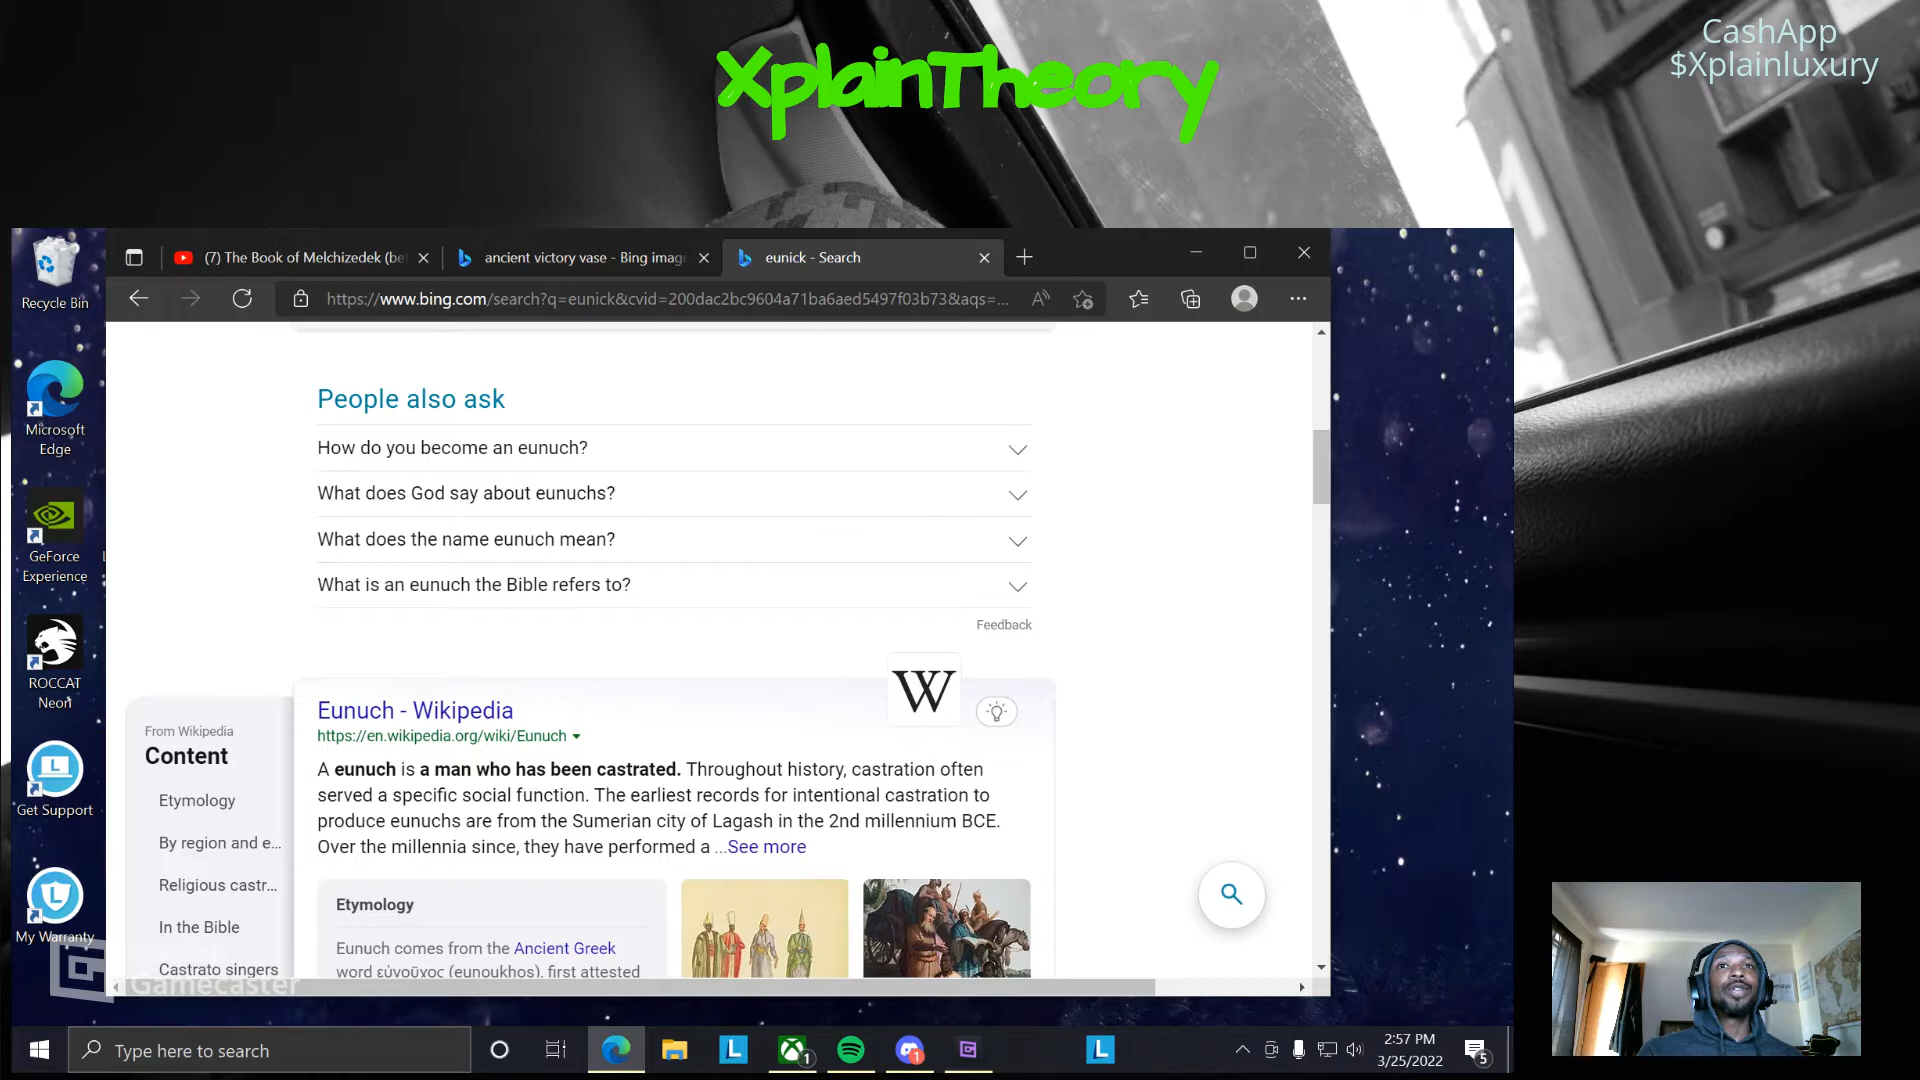 XplainTheory
CashApp
$Xplainluxury
Recycle Bin
Microsoft
Edge
GeForce
Experience
ROCCAT
Neon
Get Support
My Warranty
(7) The Book of Melchizedek (be
ancient victory vase - Bing imag
eunick - Search
https://www.bing.com/search?q=eunick&cvid=200dac2bc9604a71ba6aed5497f03b73&aqs=...
People also ask
How do you become an eunuch?
What does God say about eunuchs?
What does the name eunuch mean?
What is an eunuch the Bible refers to?
Feedback
W
From Wikipedia
Content
Etymology
By region and e...
Religious castr...
In the Bible
Castrato singers
Eunuch - Wikipedia
https://en.wikipedia.org/wiki/Eunuch
A eunuch is a man who has been castrated. Throughout history, castration often
served a specific social function. The earliest records for intentional castration to
produce eunuchs are from the Sumerian city of Lagash in the 2nd millennium BCE.
Over the millennia since, they have performed a ...See more
Etymology
Eunuch comes from the Ancient Greek
word εὐνοῦχος (eunoukhos), first attested
Gamecaster
Type here to search
L
1
1
L
2:57 PM
3/25/2022
5